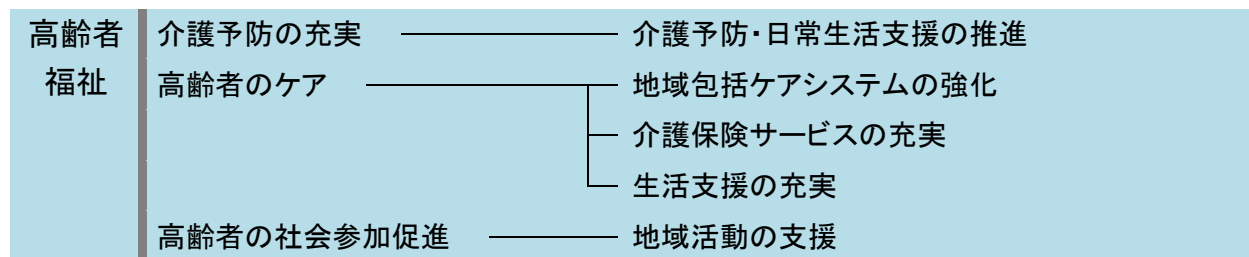 高齢者
福祉
介護予防の充実 介護予防・日常生活支援の推進
高齢者のケア 地域包括ケアシステムの強化
介護保険サービスの充実
生活支援の充実
高齢者の社会参加促進 地域活動の支援